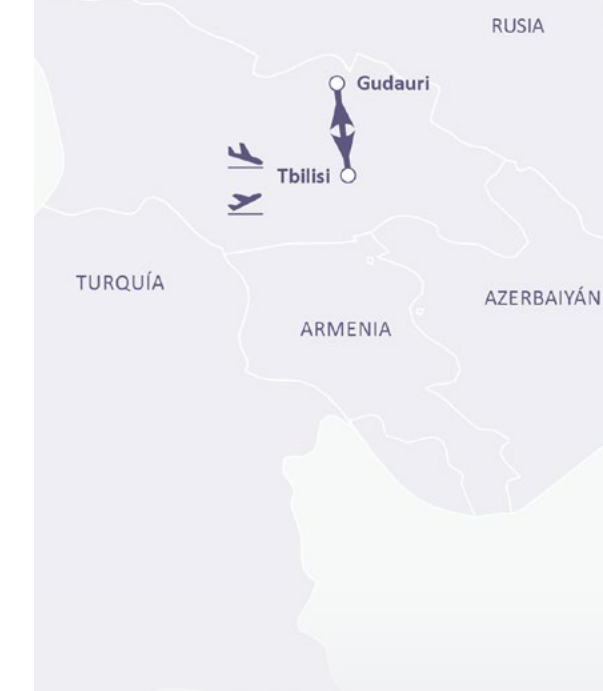 RUSIA
Gudauri
Tbilisi
TURQUÍA
AZERBAIYÁN
ARMENIA